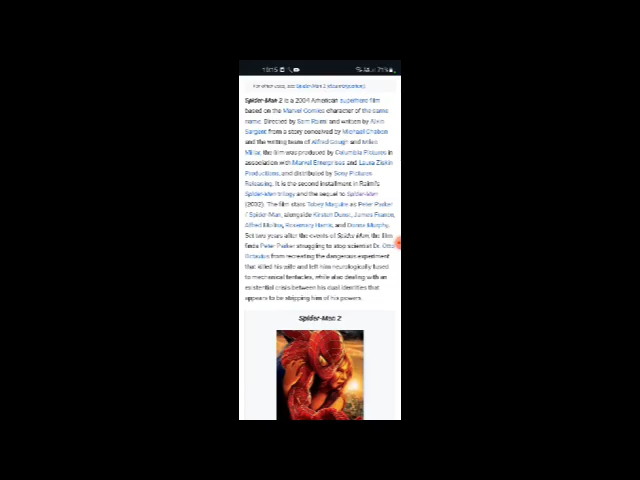 For other uses, see Spider-Man 2 (disambiguation).
Spider-Man 2 is a 2004 American superhero film
based on the Marvel Comics character of the same
name. Directed by Sam Raimi and written by Alvin
Sargent from a story conceived by Michael Chabon
and the writing team of Alfred Gough and Miles
Millar, the film was produced by Columbia Pictures in
association with Marvel Enterprises and Laura Ziskin
Productions, and distributed by Sony Pictures
Releasing. It is the second installment in Raimi's
Spider-Man trilogy and the sequel to Spider-Man
(2002). The film stars Tobey Maguire as Peter Parker
/ Spider-Man, alongside Kirsten Dunst, James Franco,
Alfred Molina, Rosemary Harris, and Donna Murphy.
Set two years after the events of Spider-Man, the film
finds Peter Parker struggling to stop scientist Dr. Otto
Octavius from recreating the dangerous experiment
that killed his wife and left him neurologically fused
to mechanical tentacles, while also dealing with an
existential crisis between his dual identities that
appears to be stripping him of his powers.
Spider-Man 2